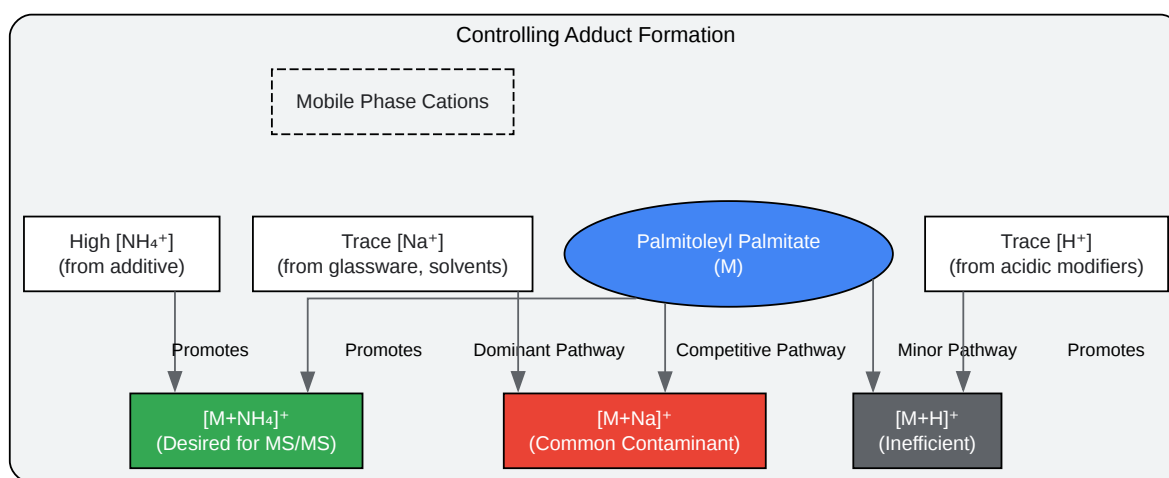 Controlling Adduct Formation
Mobile Phase Cations
High [NH₄⁺]
(from additive)
Trace [Na⁺]
(from glassware, solvents)
Palmitoleyl Palmitate
(M)
Trace [H⁺]
(from acidic modifiers)
Promotes
Promotes
Dominant Pathway
Competitive Pathway
Minor Pathway
Promotes
[M+NH₄]⁺
(Desired for MS/MS)
[M+Na]⁺
(Common Contaminant)
[M+H]⁺
(Inefficient)